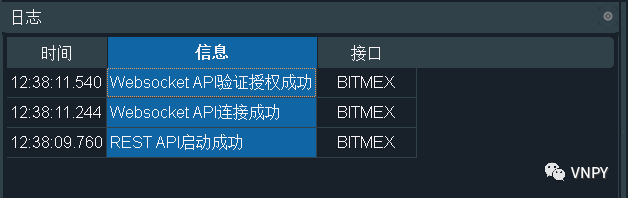 日志
时间 信息 接口
12:38:11.540 Websocket API验证授权成功 BITMEX
12:38:11.244 Websocket API连接成功 BITMEX
12:38:09.760 REST API启动成功 BITMEX
VNPY